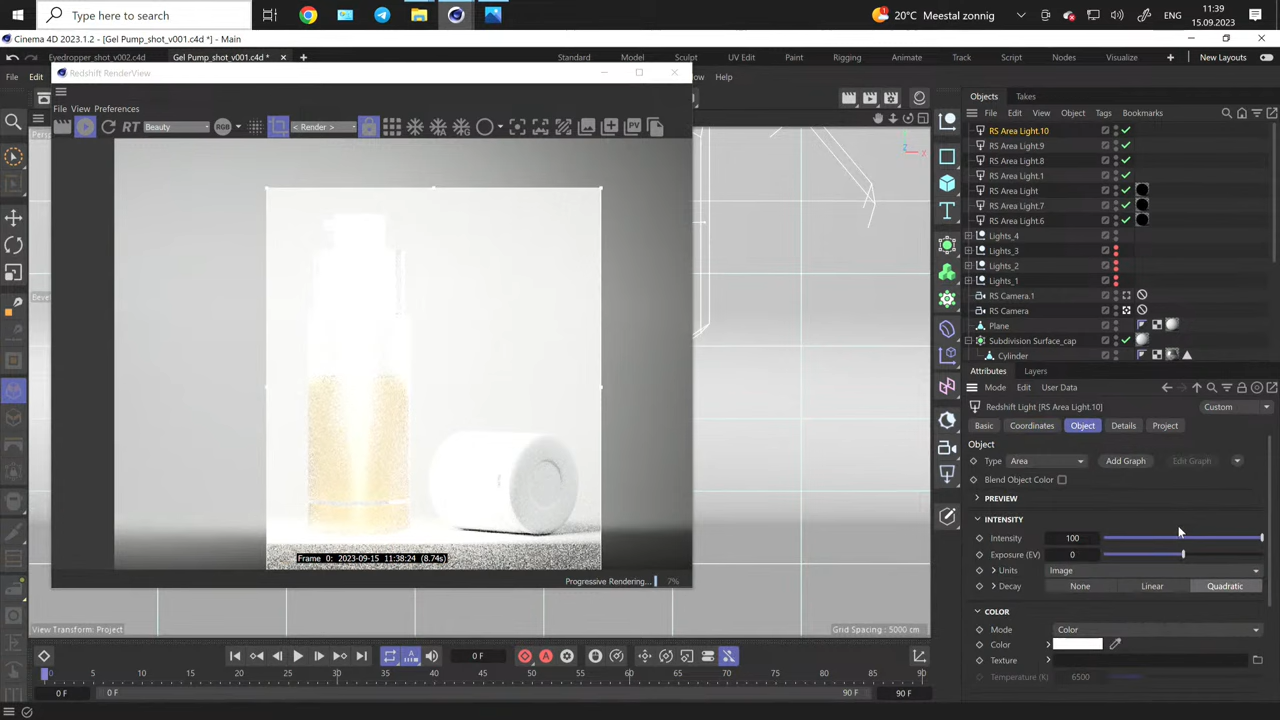 Type here to search
20°C Meestal zonnig
ENG
11:39
15.09.2023
Cinema 4D 2023.1.2 - [Gel Pump_shot_v001.c4d *] - Main
Eyedropper_shot_v002.c4d
Gel Pump_shot_v001.c4d *
Standard
Model
Sculpt
UV Edit
Paint
Rigging
Animate
Track
Script
Nodes
Visualize
New Layouts
File
Edit
Help
Redshift RenderView
File View Preferences
RT
Beauty
RGB
< Render >
PV
Objects
Takes
File Edit View Object Tags Bookmarks
RS Area Light.10
RS Area Light.9
RS Area Light.8
RS Area Light.1
RS Area Light
RS Area Light.7
RS Area Light.6
Lights_4
Lights_3
Lights_2
Lights_1
RS Camera.1
RS Camera
Plane
Subdivision Surface_cap
Cylinder
Attributes
Layers
Mode Edit User Data
Redshift Light [RS Area Light.10]
Custom
Basic
Coordinates
Object
Details
Project
Object
Type
Area
Add Graph
Edit Graph
Blend Object Color
PREVIEW
INTENSITY
Intensity
100
Exposure (EV)
0
Units
Image
Decay
None
Linear
Quadratic
COLOR
Mode
Color
Color
Texture
Temperature (K)
6500
Frame 0: 2023-09-15 11:38:24 (8.74s)
Progressive Rendering...
7%
View Transform: Project
Grid Spacing : 5000 cm
0 F
0 5 10 15 20 25 30 35 40 45 50 55 60 65 70 75 80 85 90
0 F
0 F
90 F
90 F